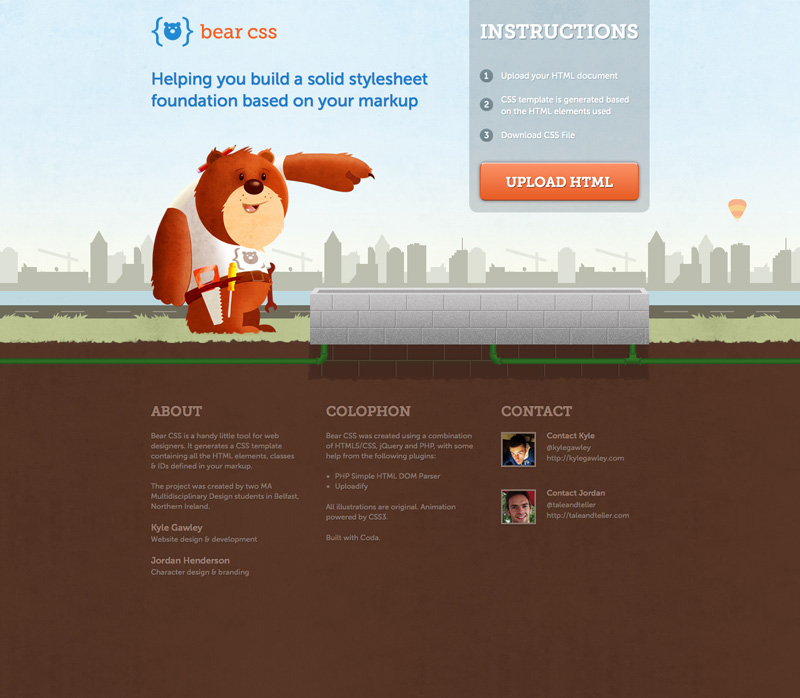 bear css
Helping you build a solid stylesheet
foundation based on your markup
INSTRUCTIONS
1 Upload your HTML document
2 CSS template is generated based
on the HTML elements used
3 Download CSS File
UPLOAD HTML
ABOUT
Bear CSS is a handy little tool for web
designers. It generates a CSS template
containing all the HTML elements, classes
& IDs defined in your markup.
The project was created by two MA
Multidisciplinary Design students in Belfast,
Northern Ireland.
Kyle Gawley
Website design & development
Jordan Henderson
Character design & branding
COLOPHON
Bear CSS was created using a combination
of HTML5/CSS, jQuery and PHP, with some
help from the following plugins:
+ PHP Simple HTML DOM Parser
+ Uploadify
All illustrations are original. Animation
powered by CSS3.
Built with Coda.
CONTACT
Contact Kyle
@kylegawley
http://kylegawley.com
Contact Jordan
@taleandteller
http://taleandteller.com